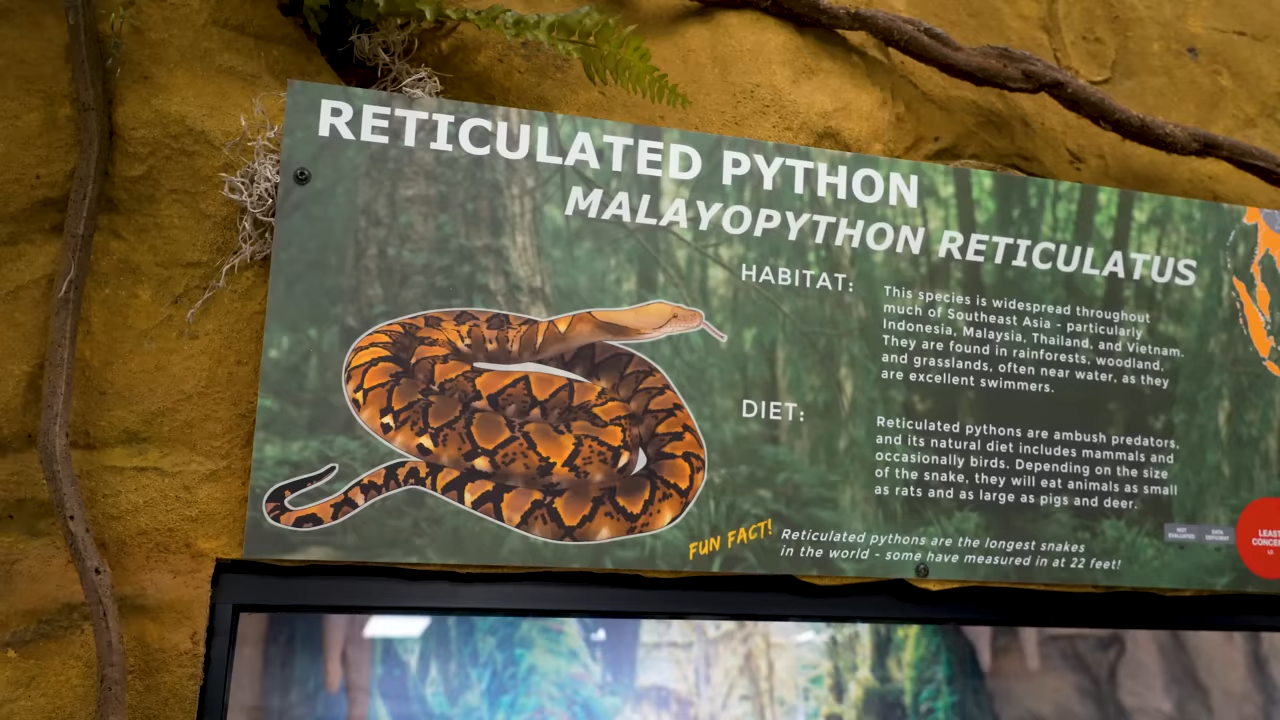 RETICULATED PYTHON
MALAYOPYTHON RETICULATUS
HABITAT:
This species is widespread throughout
much of Southeast Asia - particularly
Indonesia, Malaysia, Thailand, and Vietnam.
They are found in rainforests, woodland,
and grasslands, often near water, as they
are excellent swimmers.
DIET:
Reticulated pythons are ambush predators,
and its natural diet includes mammals and
occasionally birds. Depending on the size
of the snake, they will eat animals as small
as rats and as large as pigs and deer.
FUN FACT!
Reticulated pythons are the longest snakes
in the world - some have measured in at 22 feet!
NOT
EVALUATED
DATA
DEFICIENT
LEAST
LC